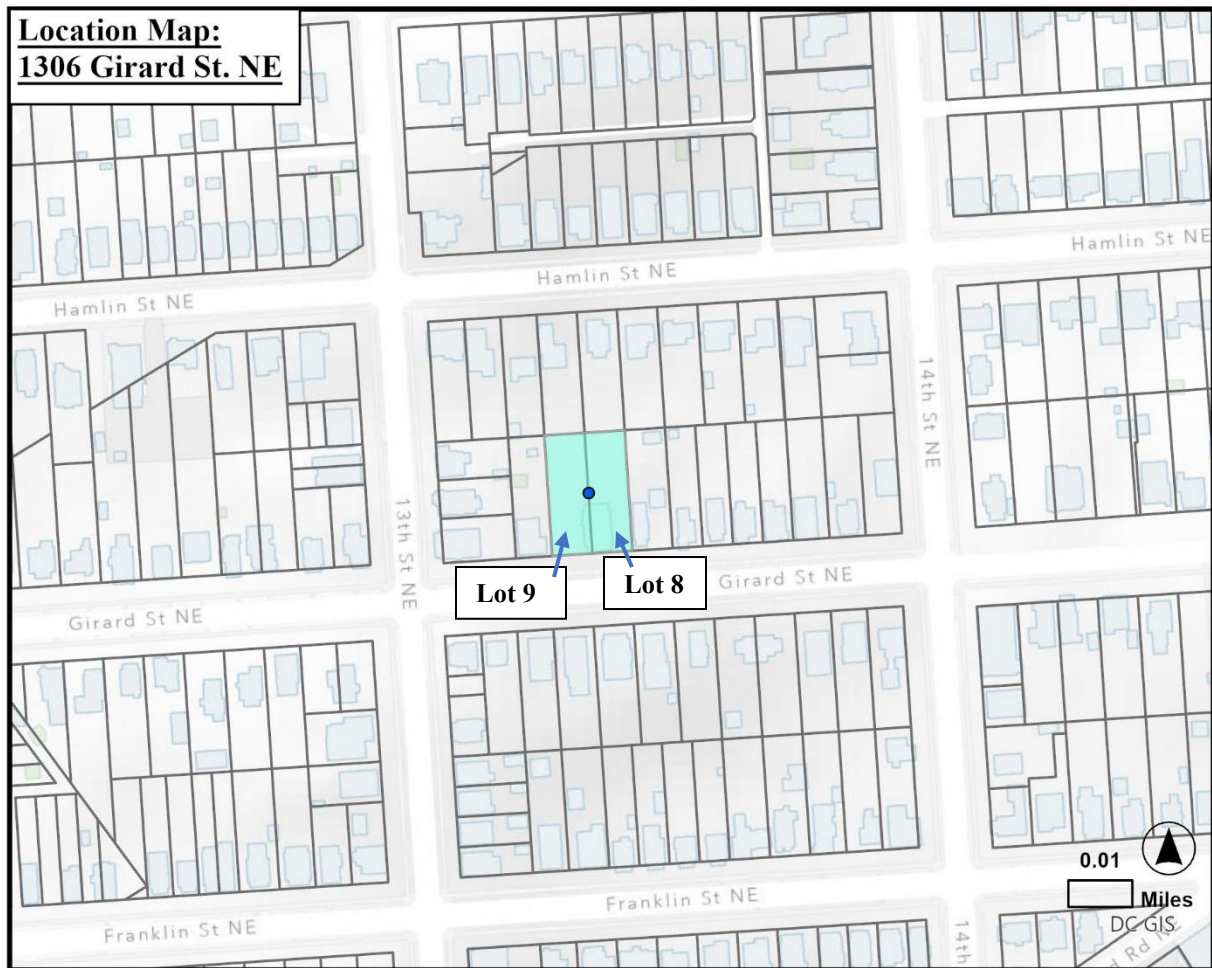 Location Map:
1306 Girard St. NE
Hamlin St NE
Hamlin St NE
Hamlin St NE
14th St NE
13th St NE
Lot 9
Lot 8
Girard St NE
Girard St NE
0.01
Miles
DC GIS
Franklin St NE
Franklin St NE
14th
d Rd NE